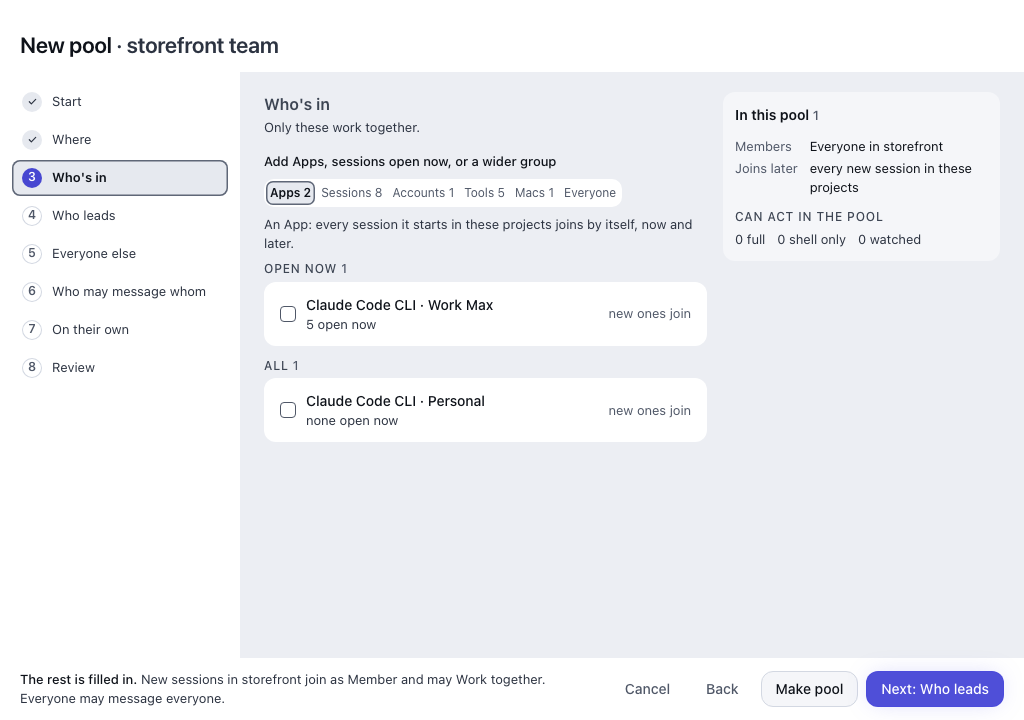 New pool · storefront team
Start
Where
3 Who's in
4 Who leads
5 Everyone else
6 Who may message whom
7 On their own
8 Review
Who's in
Only these work together.
Add Apps, sessions open now, or a wider group
Apps 2 Sessions 8 Accounts 1 Tools 5 Macs 1 Everyone
An App: every session it starts in these projects joins by itself, now and
later.
OPEN NOW 1
Claude Code CLI · Work Max
5 open now
new ones join
ALL 1
Claude Code CLI · Personal
none open now
new ones join
In this pool 1
Members Everyone in storefront
Joins later every new session in these
projects
CAN ACT IN THE POOL
0 full 0 shell only 0 watched
The rest is filled in. New sessions in storefront join as Member and may Work together.
Everyone may message everyone.
Cancel Back Make pool Next: Who leads